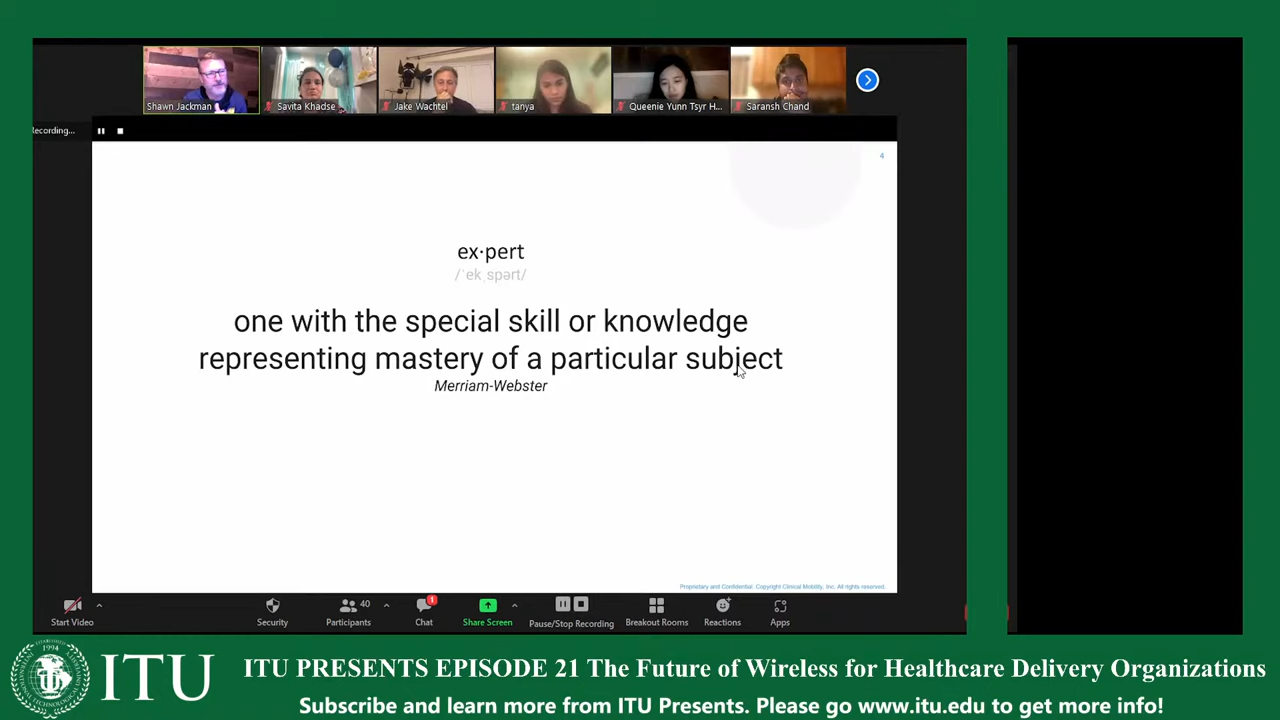 Shawn Jackman
Savita Khadse
Jake Wachtel
tanya
Queenie Yunn Tsyr H...
Saransh Chand
ecording...
4
ex·pert
/ˈekˌspərt/
one with the special skill or knowledge
representing mastery of a particular subject
Merriam-Webster
Proprietary and Confidential. Copyright Clinical Mobility, Inc. All rights reserved.
40
1
Start Video
Security
Participants
Chat
Share Screen
Pause/Stop Recording
Breakout Rooms
Reactions
Apps
1994
ITU
ITU PRESENTS EPISODE 21 The Future of Wireless for Healthcare Delivery Organizations
Subscribe and learn more from ITU Presents. Please go www.itu.edu to get more info!